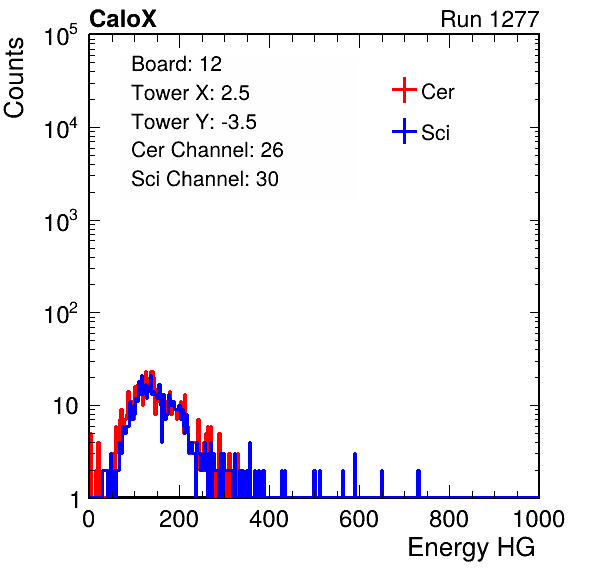 CaloX Run 1277
10^5
Counts
Board: 12
Tower X: 2.5
Tower Y: -3.5
Cer Channel: 26
Sci Channel: 30
Cer
Sci
10^4
10^3
10^2
10
1
0 200 400 600 800 1000
Energy HG